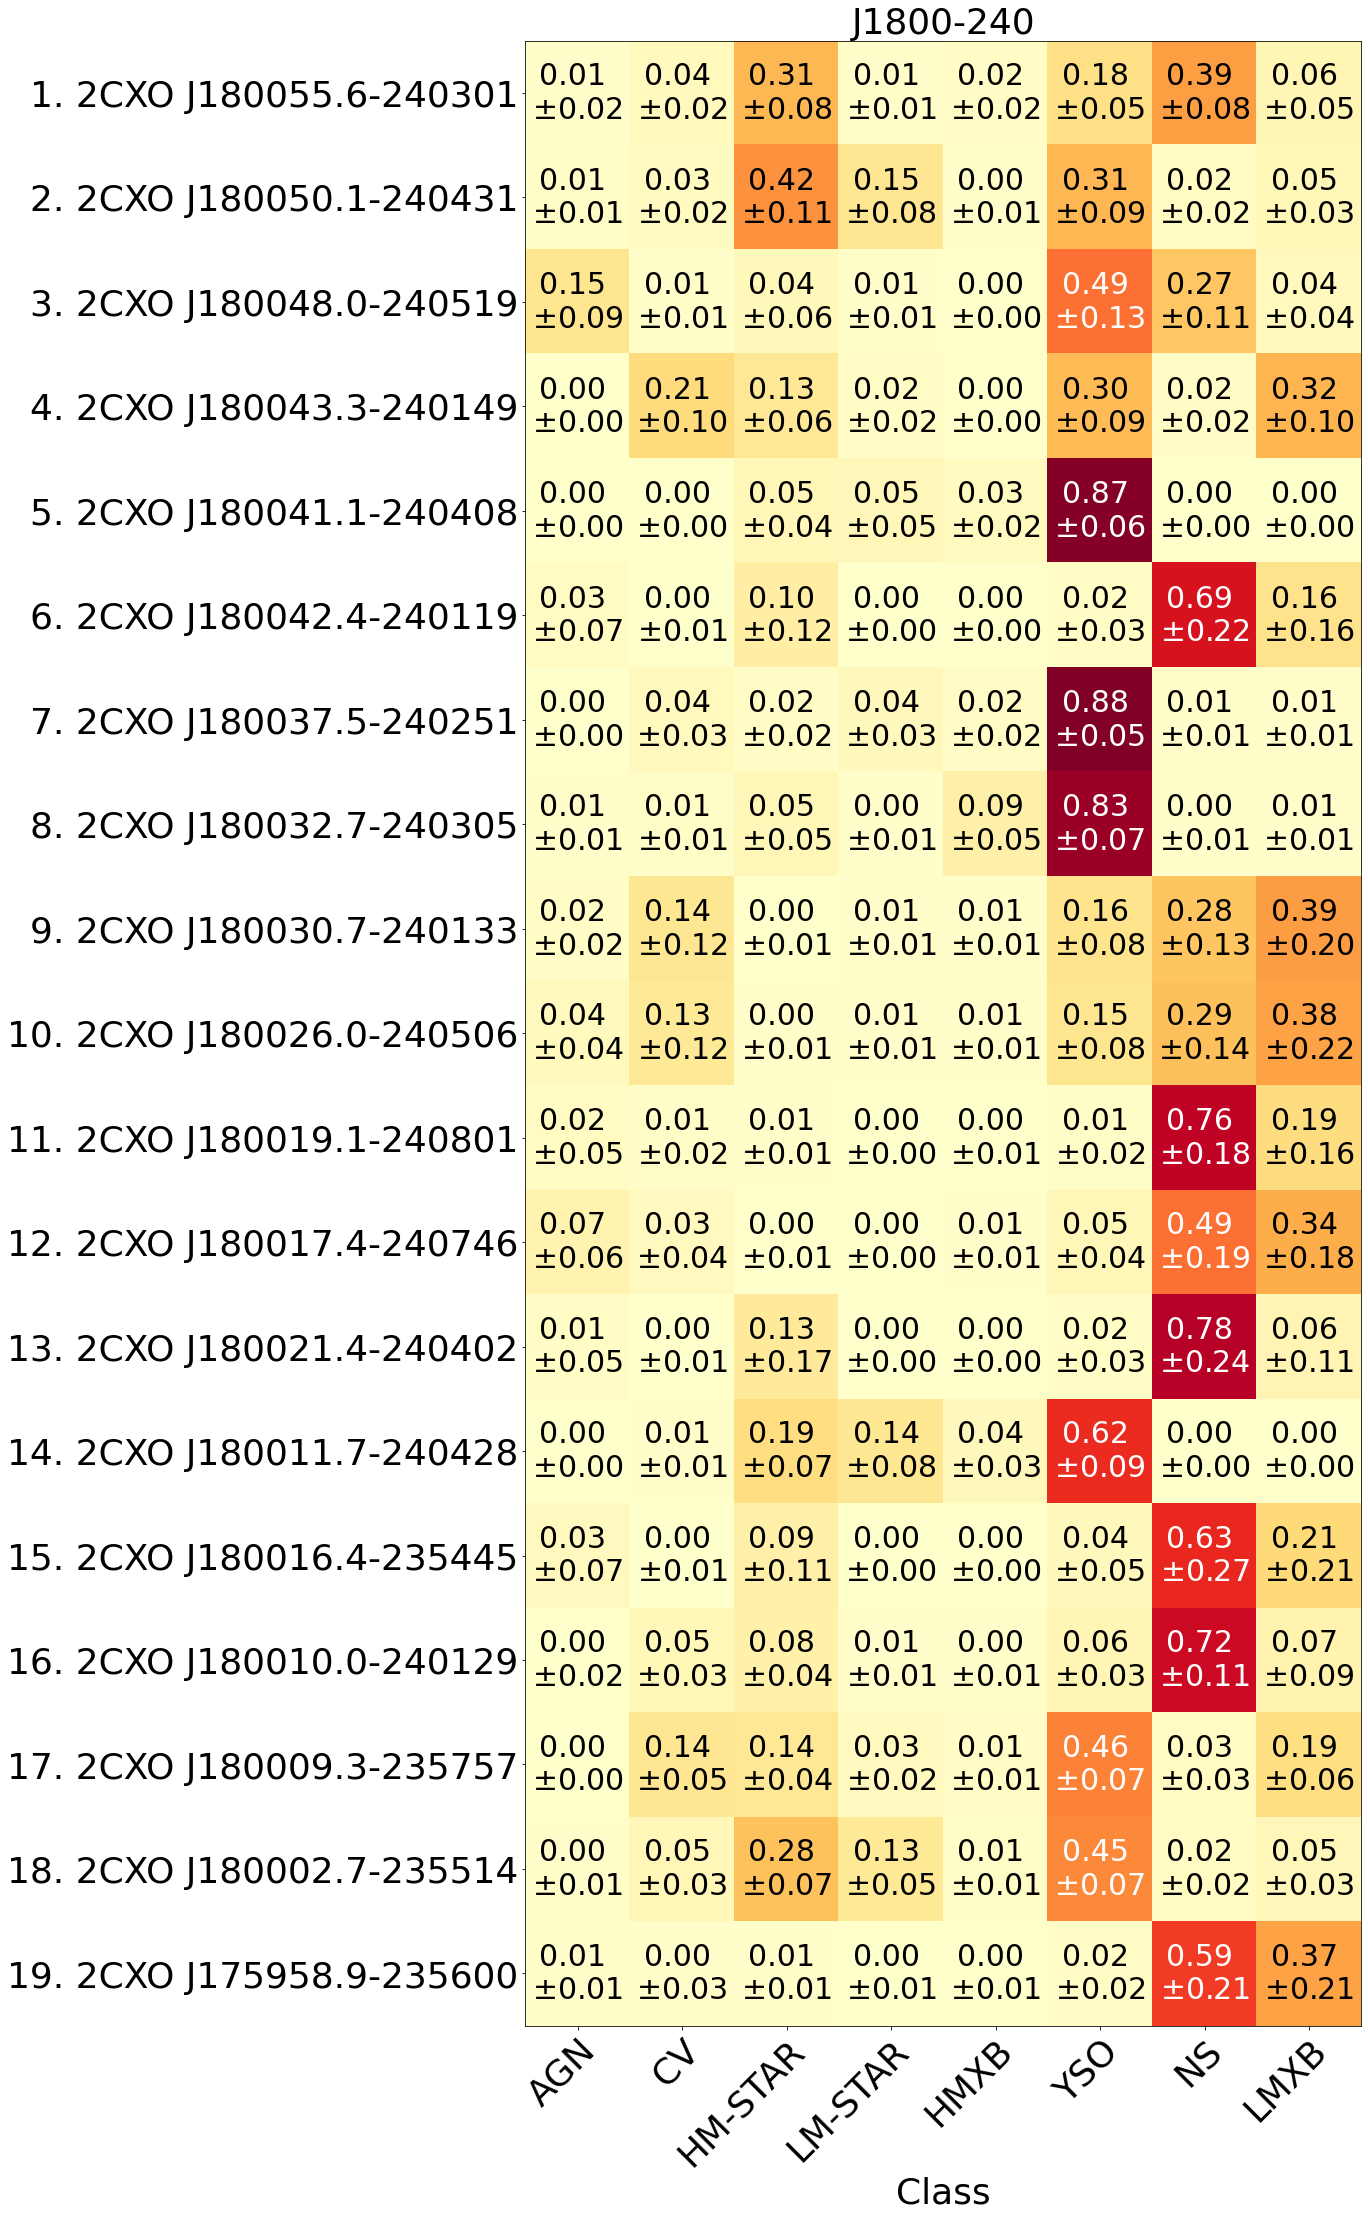 J1800-240
1. 2CXO J180055.6-240301 0.01 0.04 0.31 0.01 0.02 0.18 0.39 0.06
±0.02 ±0.02 ±0.08 ±0.01 ±0.02 ±0.05 ±0.08 ±0.05
2. 2CXO J180050.1-240431 0.01 0.03 0.42 0.15 0.00 0.31 0.02 0.05
±0.01 ±0.02 ±0.11 ±0.08 ±0.01 ±0.09 ±0.02 ±0.03
3. 2CXO J180048.0-240519 0.15 0.01 0.04 0.01 0.00 0.49 0.27 0.04
±0.09 ±0.01 ±0.06 ±0.01 ±0.00 ±0.13 ±0.11 ±0.04
4. 2CXO J180043.3-240149 0.00 0.21 0.13 0.02 0.00 0.30 0.02 0.32
±0.00 ±0.10 ±0.06 ±0.02 ±0.00 ±0.09 ±0.02 ±0.10
5. 2CXO J180041.1-240408 0.00 0.00 0.05 0.05 0.03 0.87 0.00 0.00
±0.00 ±0.00 ±0.04 ±0.05 ±0.02 ±0.06 ±0.00 ±0.00
6. 2CXO J180042.4-240119 0.03 0.00 0.10 0.00 0.00 0.02 0.69 0.16
±0.07 ±0.01 ±0.12 ±0.00 ±0.00 ±0.03 ±0.22 ±0.16
7. 2CXO J180037.5-240251 0.00 0.04 0.02 0.04 0.02 0.88 0.01 0.01
±0.00 ±0.03 ±0.02 ±0.03 ±0.02 ±0.05 ±0.01 ±0.01
8. 2CXO J180032.7-240305 0.01 0.01 0.05 0.00 0.09 0.83 0.00 0.01
±0.01 ±0.01 ±0.05 ±0.01 ±0.05 ±0.07 ±0.01 ±0.01
9. 2CXO J180030.7-240133 0.02 0.14 0.00 0.01 0.01 0.16 0.28 0.39
±0.02 ±0.12 ±0.01 ±0.01 ±0.01 ±0.08 ±0.13 ±0.20
10. 2CXO J180026.0-240506 0.04 0.13 0.00 0.01 0.01 0.15 0.29 0.38
±0.04 ±0.12 ±0.01 ±0.01 ±0.01 ±0.08 ±0.14 ±0.22
11. 2CXO J180019.1-240801 0.02 0.01 0.01 0.00 0.00 0.01 0.76 0.19
±0.05 ±0.02 ±0.01 ±0.00 ±0.01 ±0.02 ±0.18 ±0.16
12. 2CXO J180017.4-240746 0.07 0.03 0.00 0.00 0.01 0.05 0.49 0.34
±0.06 ±0.04 ±0.01 ±0.00 ±0.01 ±0.04 ±0.19 ±0.18
13. 2CXO J180021.4-240402 0.01 0.00 0.13 0.00 0.00 0.02 0.78 0.06
±0.05 ±0.01 ±0.17 ±0.00 ±0.00 ±0.03 ±0.24 ±0.11
14. 2CXO J180011.7-240428 0.00 0.01 0.19 0.14 0.04 0.62 0.00 0.00
±0.00 ±0.01 ±0.07 ±0.08 ±0.03 ±0.09 ±0.00 ±0.00
15. 2CXO J180016.4-235445 0.03 0.00 0.09 0.00 0.00 0.04 0.63 0.21
±0.07 ±0.01 ±0.11 ±0.00 ±0.00 ±0.05 ±0.27 ±0.21
16. 2CXO J180010.0-240129 0.00 0.05 0.08 0.01 0.00 0.06 0.72 0.07
±0.02 ±0.03 ±0.04 ±0.01 ±0.01 ±0.03 ±0.11 ±0.09
17. 2CXO J180009.3-235757 0.00 0.14 0.14 0.03 0.01 0.46 0.03 0.19
±0.00 ±0.05 ±0.04 ±0.02 ±0.01 ±0.07 ±0.03 ±0.06
18. 2CXO J180002.7-235514 0.00 0.05 0.28 0.13 0.01 0.45 0.02 0.05
±0.01 ±0.03 ±0.07 ±0.05 ±0.01 ±0.07 ±0.02 ±0.03
19. 2CXO J175958.9-235600 0.01 0.00 0.01 0.00 0.00 0.02 0.59 0.37
±0.01 ±0.03 ±0.01 ±0.01 ±0.01 ±0.02 ±0.21 ±0.21
AGN CV HM-STAR LM-STAR HMXB YSO NS LMXB
Class